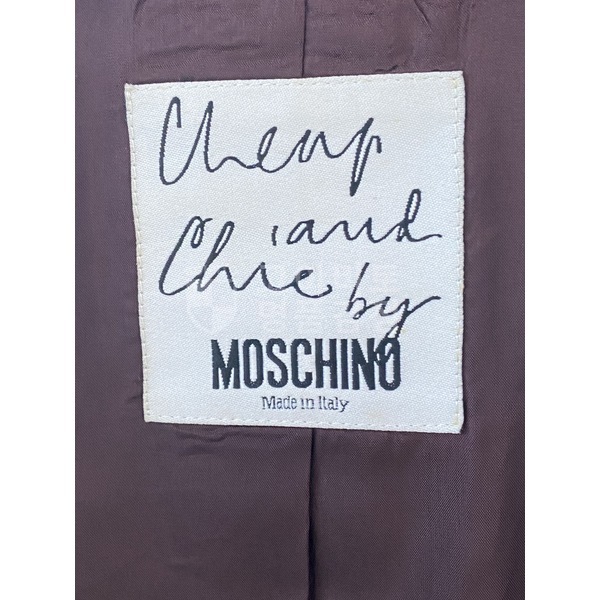 Cheap
and
Chic by
MOSCHINO
Made in Italy